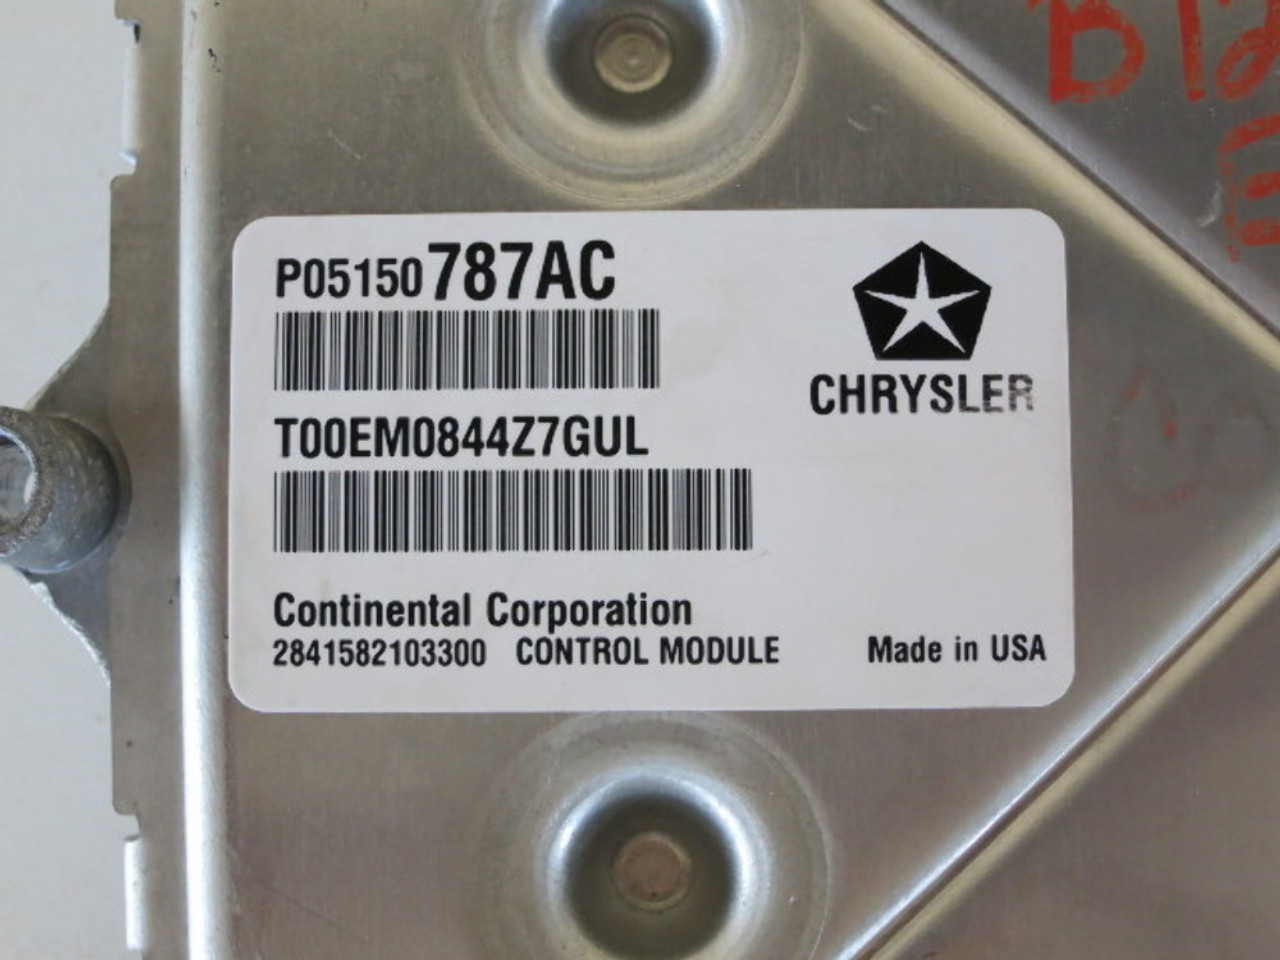 P05150787AC
CHRYSLER
T00EM0844Z7GUL
Continental Corporation
2841582103300 CONTROL MODULE Made in USA